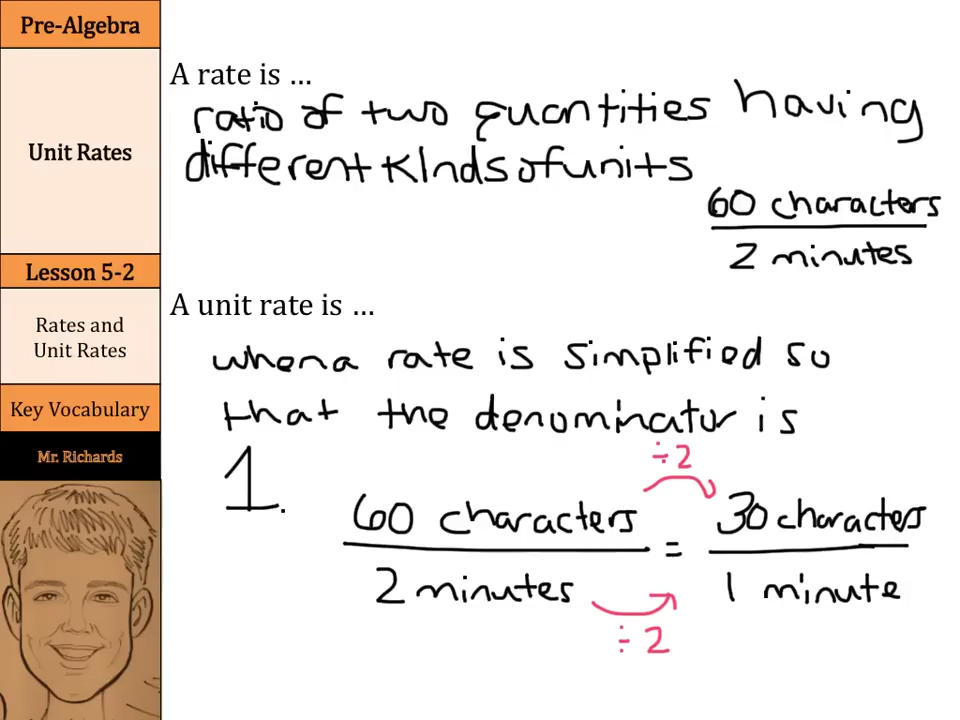 Pre-Algebra
Unit Rates
Lesson 5-2
Rates and
Unit Rates
Key Vocabulary
Mr. Richards
A rate is …
ratio of two quantities having
different kinds of units
60 characters
2 minutes
A unit rate is …
when a rate is simplified so
that the denominator is
1.
÷2
60 characters = 30 characters
2 minutes 1 minute
÷2